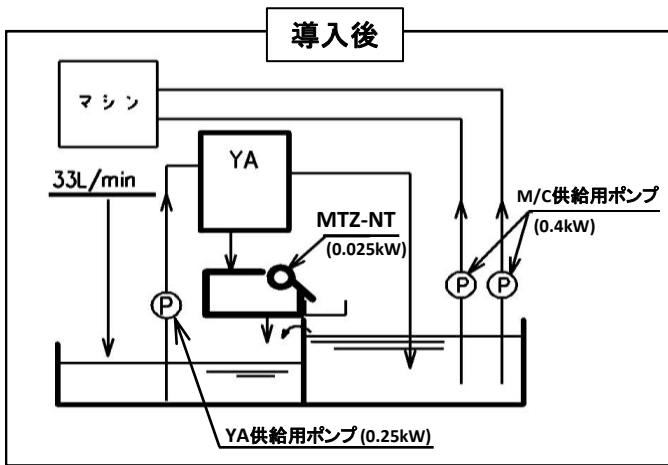 導入後
マシン
YA
33L/min
MTZ-NT
(0.025kW)
M/C供給用ポンプ
(0.4kW)
P
P
P
YA供給用ポンプ(0.25kW)